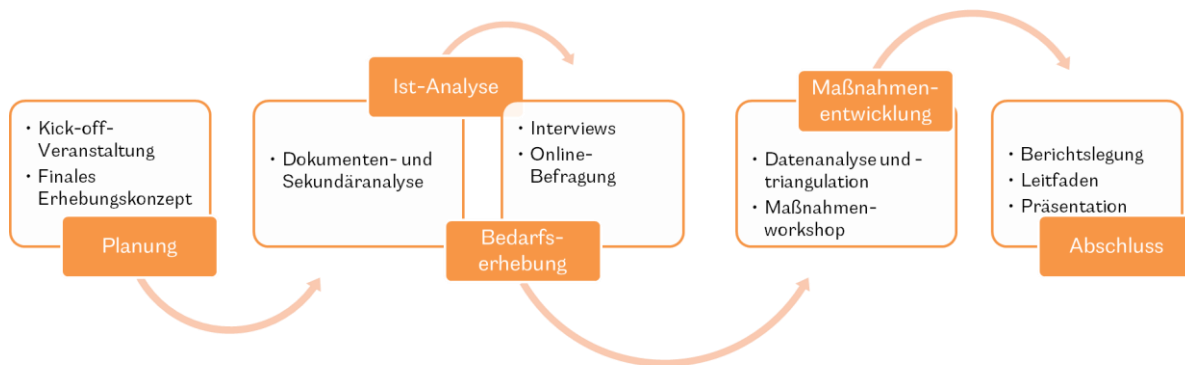 • Kick-off-
Veranstaltung
• Finales
Erhebungskonzept
Planung
Ist-Analyse
• Dokumenten- und
Sekundäranalyse
• Interviews
• Online-
Befragung
Bedarfs-
erhebung
Maßnahmen-
entwicklung
• Datenanalyse und -
triangulation
• Maßnahmen-
workshop
• Berichtslegung
• Leitfaden
• Präsentation
Abschluss